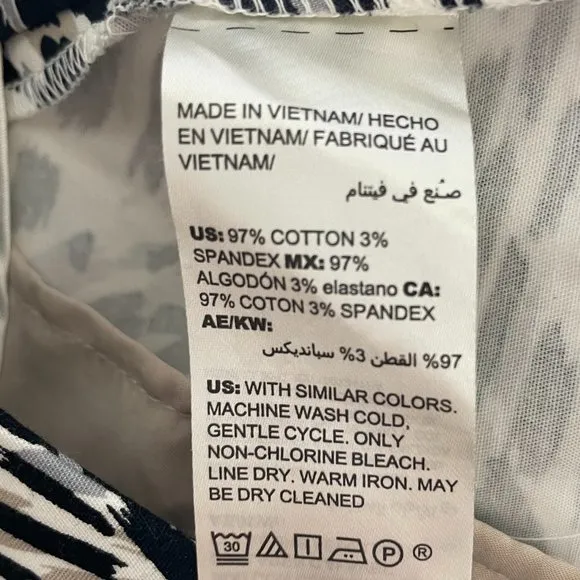 MADE IN VIETNAM/ HECHO
EN VIETNAM/ FABRIQUÉ AU
VIETNAM/
صُنع في فيتنام
US: 97% COTTON 3%
SPANDEX MX: 97%
ALGODÓN 3% elastano CA:
97% COTON 3% SPANDEX
AE/KW:
97% القطن 3% سبانديكس
US: WITH SIMILAR COLORS.
MACHINE WASH COLD,
GENTLE CYCLE. ONLY
NON-CHLORINE BLEACH.
LINE DRY. WARM IRON. MAY
BE DRY CLEANED
30 P ®